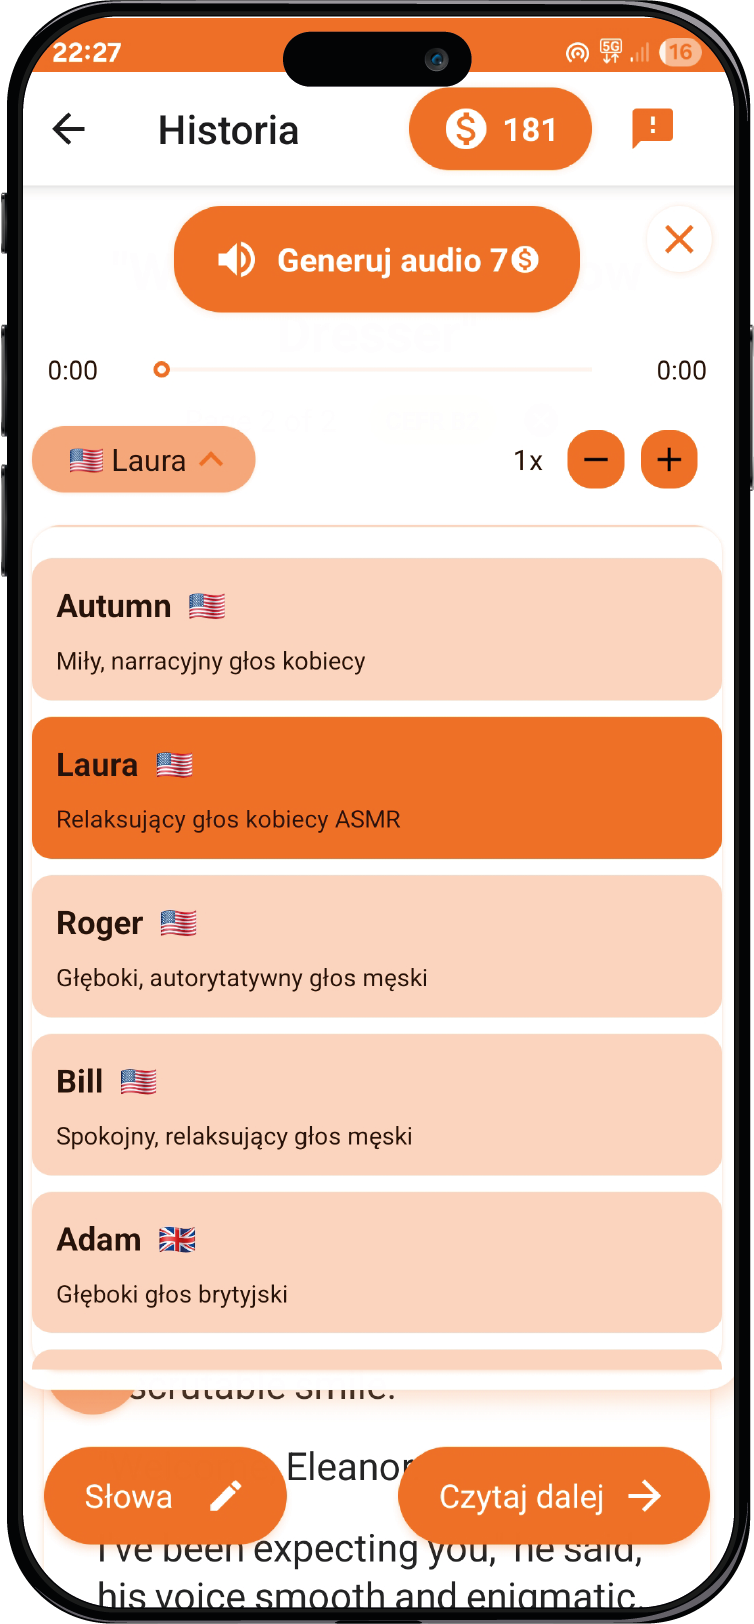 22:27
5G
16
Historia
181
Generuj audio 7
Dresser"
0:00
0:00
Laura
1x
Autumn
Miły, narracyjny głos kobiecy
Laura
Relaksujący głos kobiecy ASMR
Roger
Głęboki, autorytatywny głos męski
Bill
Spokojny, relaksujący głos męski
Adam
Głęboki głos brytyjski
scrutable smile.
Eleanor
Słowa
Czytaj dalej
I've been expecting you," he said,
his voice smooth and enigmatic.